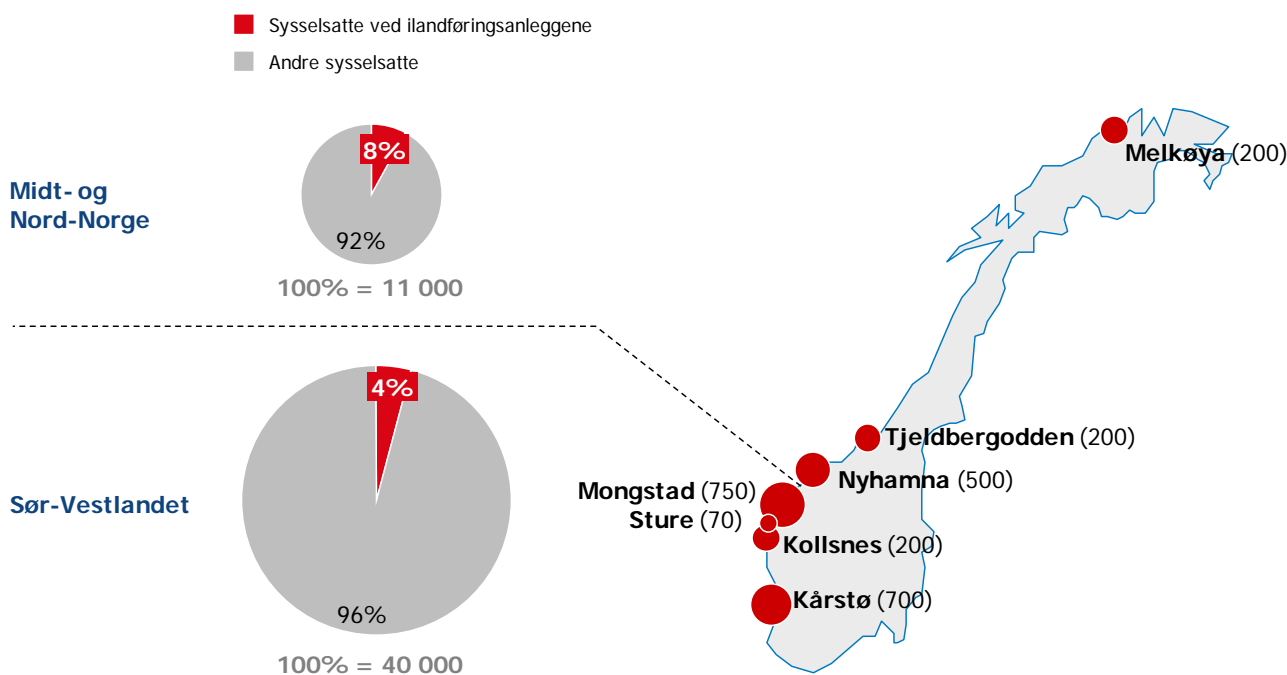 Sysselsatte ved ilandføringsanleggene
Andre sysselsatte
Midt- og
Nord-Norge
8%
92%
100% = 11 000
Sør-Vestlandet
4%
96%
100% = 40 000
Melkøya (200)
Tjeldbergodden (200)
Nyhamna (500)
Mongstad (750)
Sture (70)
Kollsnes (200)
Kårstø (700)